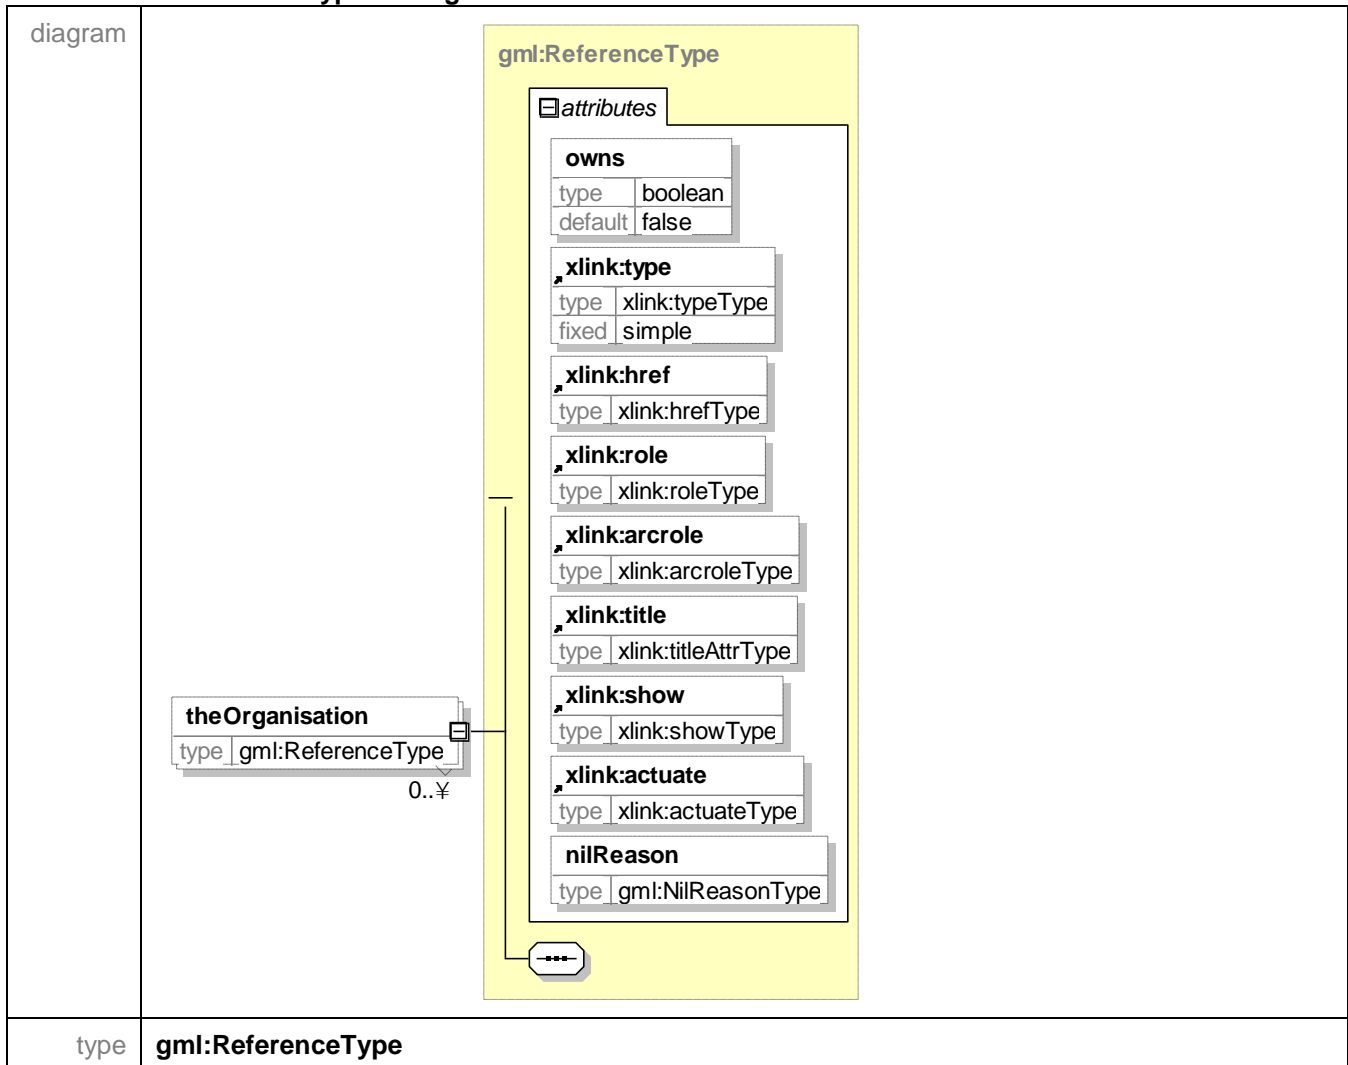 diagram
gml:ReferenceType
attributes
owns
type boolean
default false
xlink:type
type xlink:typeType
fixed simple
xlink:href
type xlink:hrefType
xlink:role
type xlink:roleType
xlink:arcrole
type xlink:arcroleType
xlink:title
type xlink:titleAttrType
xlink:show
type xlink:showType
xlink:actuate
type xlink:actuateType
nilReason
type gml:NilReasonType
theOrganisation
type gml:ReferenceType
0..¥
type gml:ReferenceType